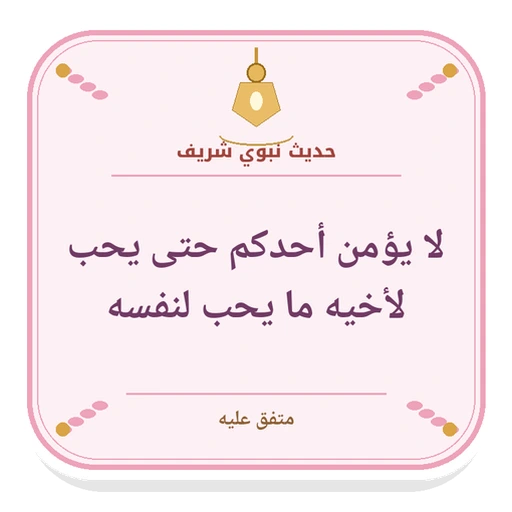 حديث نبوي شريف
لا يؤمن أحدكم حتى يحب
لأخيه ما يحب لنفسه
متفق عليه